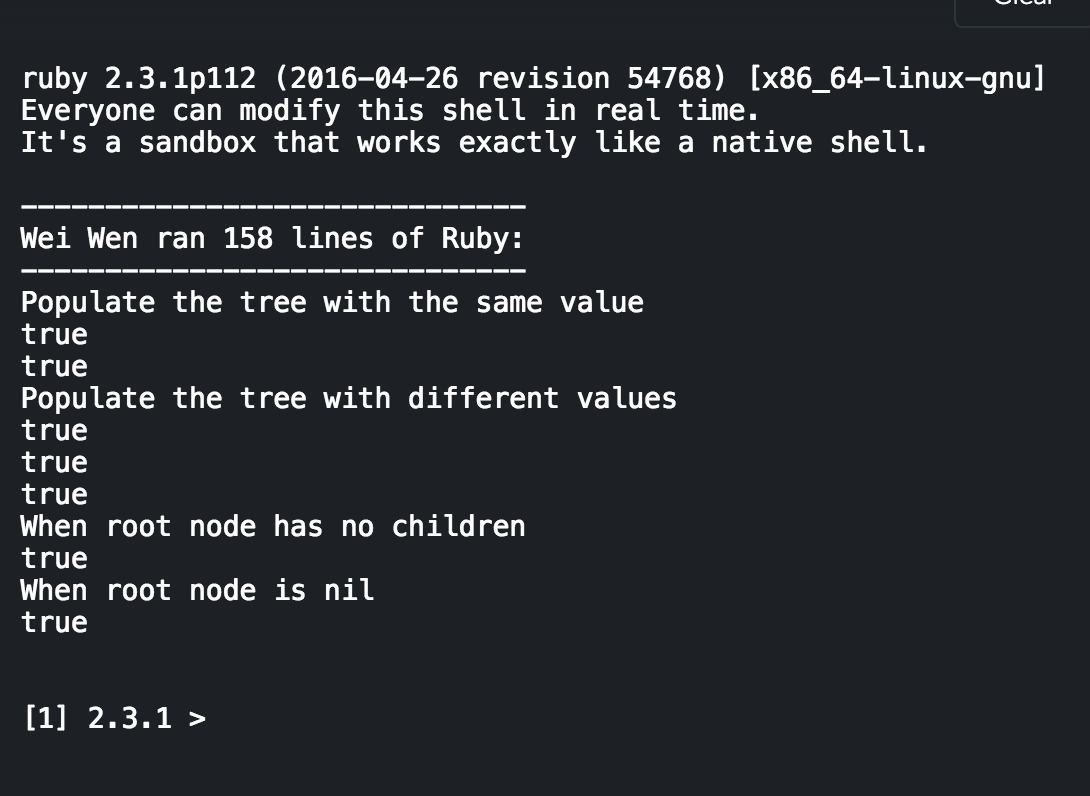 Clear
ruby 2.3.1p112 (2016-04-26 revision 54768) [x86_64-linux-gnu]
Everyone can modify this shell in real time.
It's a sandbox that works exactly like a native shell.
------------------------------
Wei Wen ran 158 lines of Ruby:
------------------------------
Populate the tree with the same value
true
true
Populate the tree with different values
true
true
true
When root node has no children
true
When root node is nil
true
[1] 2.3.1 >